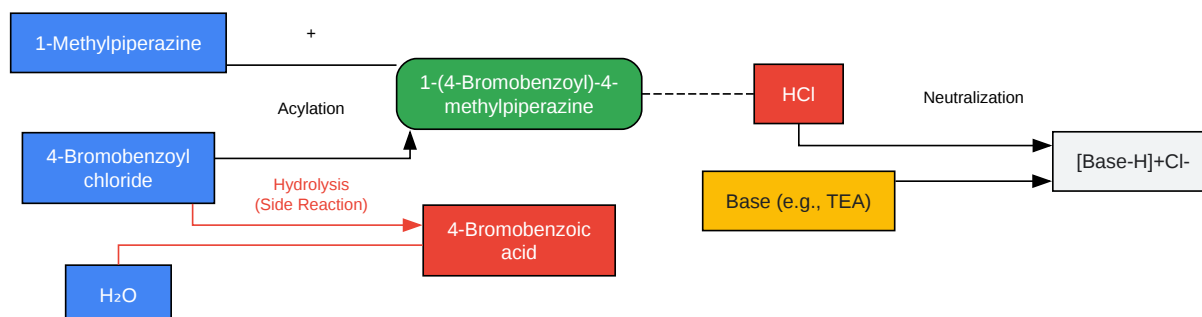 1-Methylpiperazine
+
1-(4-Bromobenzoyl)-4-
methylpiperazine
HCl
Neutralization
Acylation
4-Bromobenzoyl
chloride
[Base-H]+Cl-
Hydrolysis
(Side Reaction)
Base (e.g., TEA)
4-Bromobenzoic
acid
H₂O